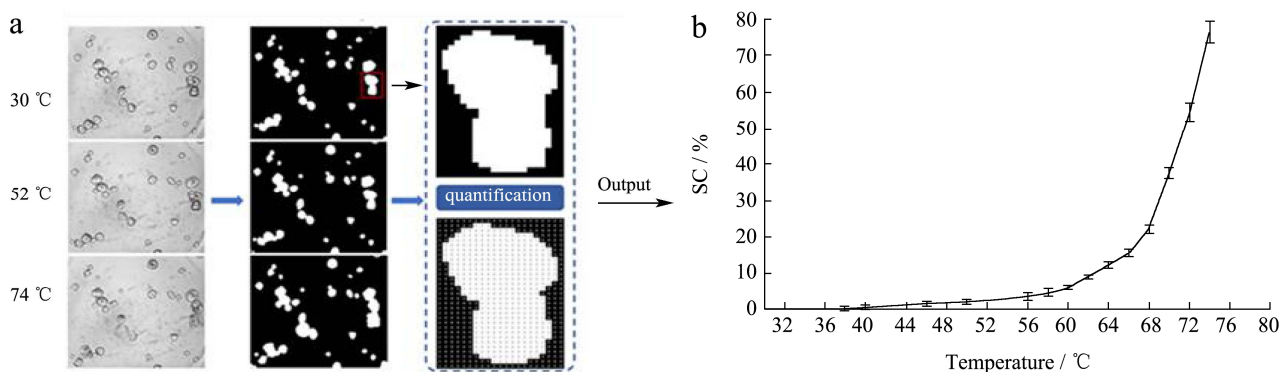 a
30 ℃
52 ℃
74 ℃
quantification
Output
b
SC / %
80
70
60
50
40
30
20
10
0
32 36 40 44 48 52 56 60 64 68 72 76 80
Temperature / ℃